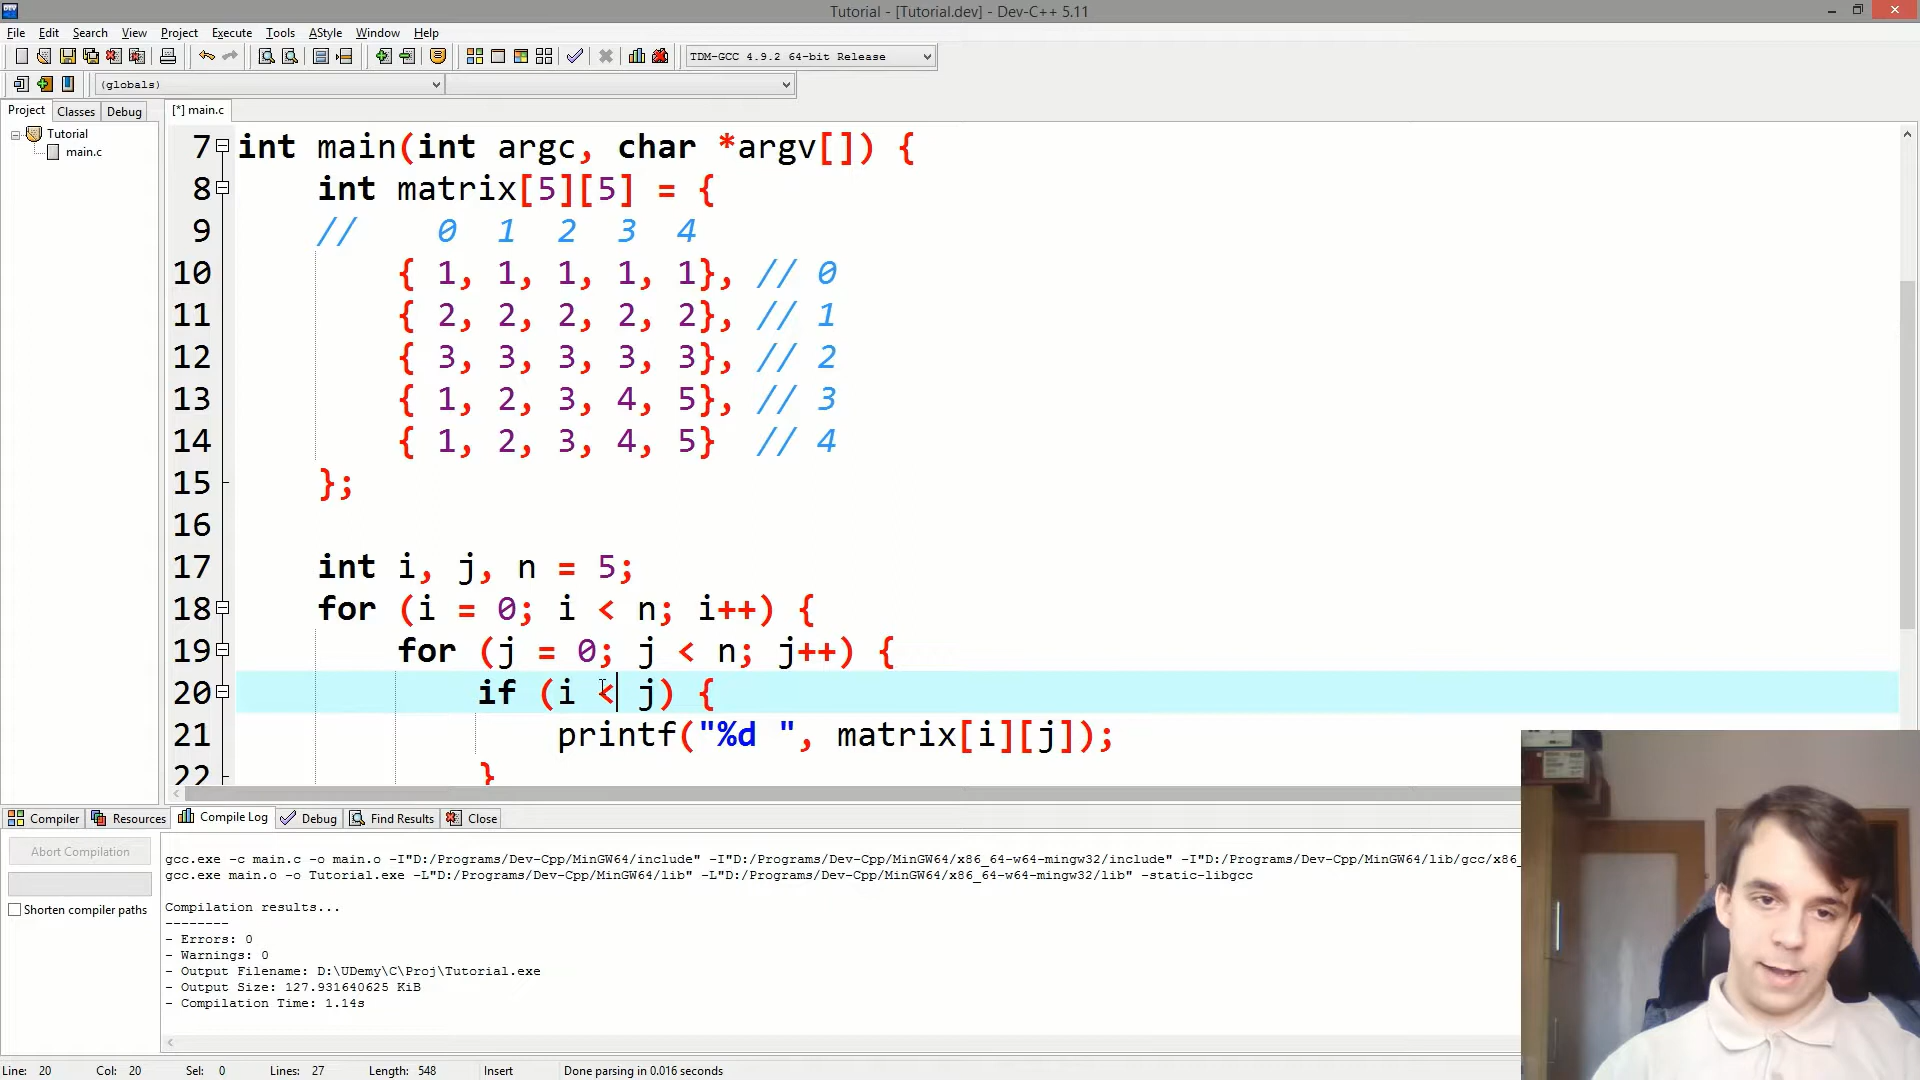 Tutorial - [Tutorial.dev] - Dev-C++ 5.11
File Edit Search View Project Execute Tools AStyle Window Help
TDM-GCC 4.9.2 64-bit Release
(globals)
Project Classes Debug
[*] main.c
Tutorial
main.c
7 int main(int argc, char *argv[]) {
8 int matrix[5][5] = {
9 // 0 1 2 3 4
10 { 1, 1, 1, 1, 1}, // 0
11 { 2, 2, 2, 2, 2}, // 1
12 { 3, 3, 3, 3, 3}, // 2
13 { 1, 2, 3, 4, 5}, // 3
14 { 1, 2, 3, 4, 5} // 4
15 };
16
17 int i, j, n = 5;
18 for (i = 0; i < n; i++) {
19 for (j = 0; j < n; j++) {
20 if (i < j) {
21 printf("%d ", matrix[i][j]);
22 }
Compiler Resources Compile Log Debug Find Results Close
Abort Compilation
Shorten compiler paths
gcc.exe -c main.c -o main.o -I"D:/Programs/Dev-Cpp/MinGW64/include" -I"D:/Programs/Dev-Cpp/MinGW64/x86_64-w64-mingw32/include" -I"D:/Programs/Dev-Cpp/MinGW64/lib/gcc/x86_
gcc.exe main.o -o Tutorial.exe -L"D:/Programs/Dev-Cpp/MinGW64/lib" -L"D:/Programs/Dev-Cpp/MinGW64/x86_64-w64-mingw32/lib" -static-libgcc
Compilation results...
--------
- Errors: 0
- Warnings: 0
- Output Filename: D:\UDemy\C\Proj\Tutorial.exe
- Output Size: 127.931640625 KiB
- Compilation Time: 1.14s
Line: 20 Col: 20 Sel: 0 Lines: 27 Length: 548 Insert Done parsing in 0.016 seconds